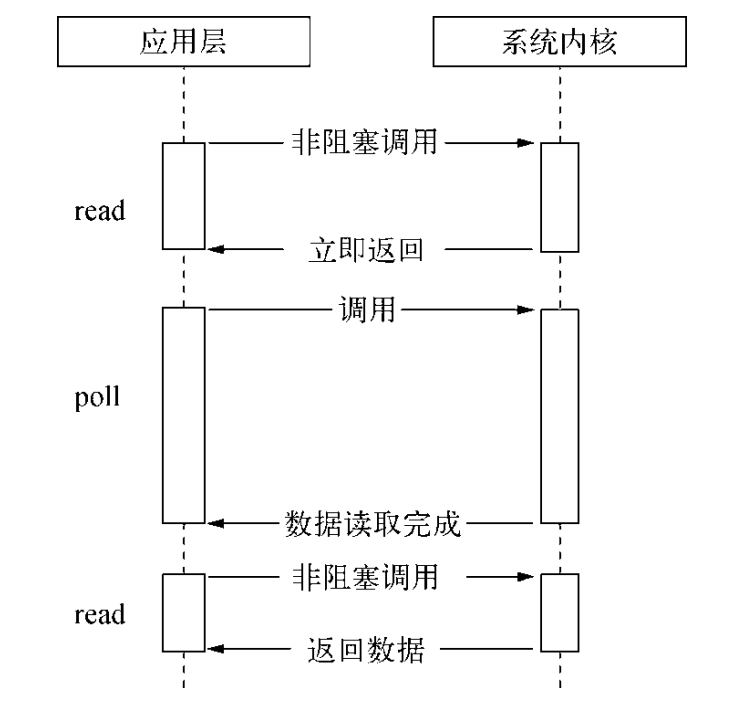 应用层
系统内核
非阻塞调用
read
立即返回
调用
poll
数据读取完成
非阻塞调用
read
返回数据